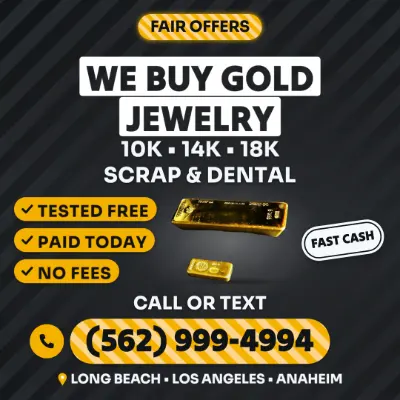 FAIR OFFERS
WE BUY GOLD
JEWELRY
10K • 14K • 18K
SCRAP & DENTAL
TESTED FREE
PAID TODAY
NO FEES
FAST CASH
CALL OR TEXT
(562) 999-4994
LONG BEACH • LOS ANGELES • ANAHEIM